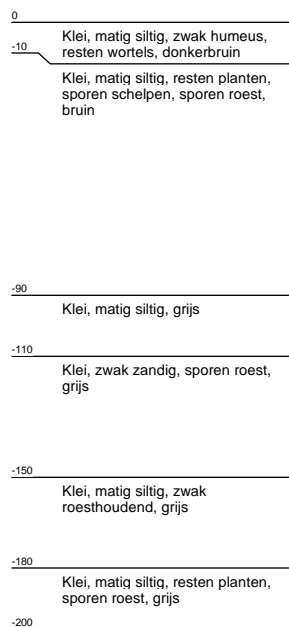 0
Klei, matig siltig, zwak humeus,
resten wortels, donkerbruin
-10
Klei, matig siltig, resten planten,
sporen schelpen, sporen roest,
bruin
-90
Klei, matig siltig, grijs
-110
Klei, zwak zandig, sporen roest,
grijs
-150
Klei, matig siltig, zwak
roesthoudend, grijs
-180
Klei, matig siltig, resten planten,
sporen roest, grijs
-200